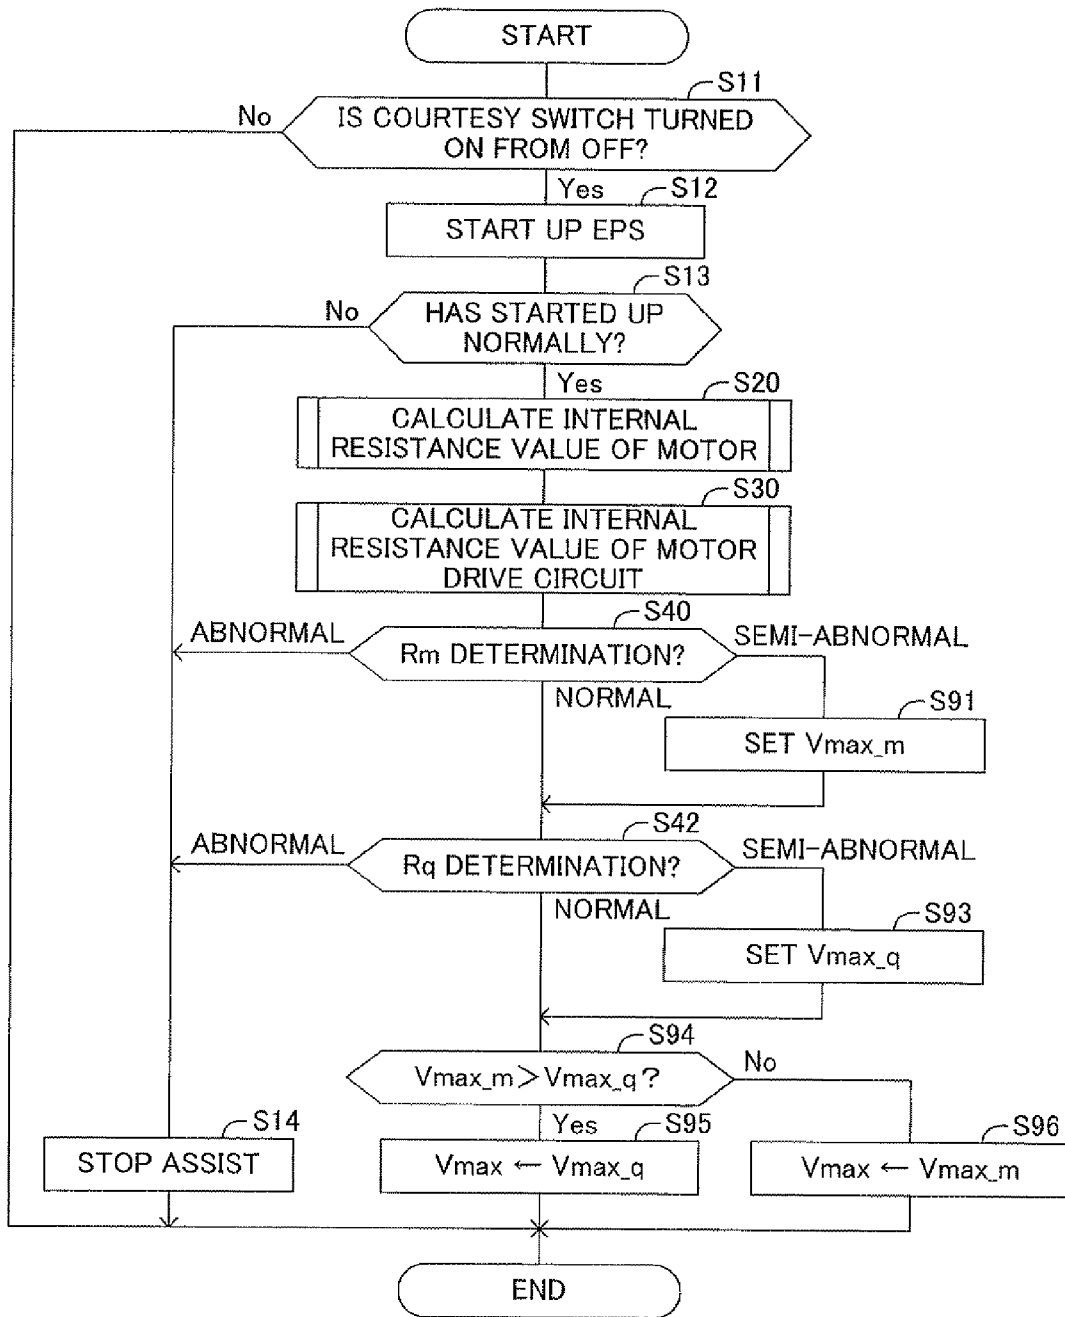 START
S11
No
IS COURTESY SWITCH TURNED
ON FROM OFF?
Yes
S12
START UP EPS
S13
No
HAS STARTED UP
NORMALLY?
Yes
S20
CALCULATE INTERNAL
RESISTANCE VALUE OF MOTOR
S30
CALCULATE INTERNAL
RESISTANCE VALUE OF MOTOR
DRIVE CIRCUIT
S40
ABNORMAL
Rm DETERMINATION?
SEMI-ABNORMAL
NORMAL
S91
SET Vmax_m
S42
ABNORMAL
Rq DETERMINATION?
SEMI-ABNORMAL
NORMAL
S93
SET Vmax_q
S94
Vmax_m > Vmax_q?
No
Yes
S14
STOP ASSIST
S95
Vmax ← Vmax_q
S96
Vmax ← Vmax_m
END